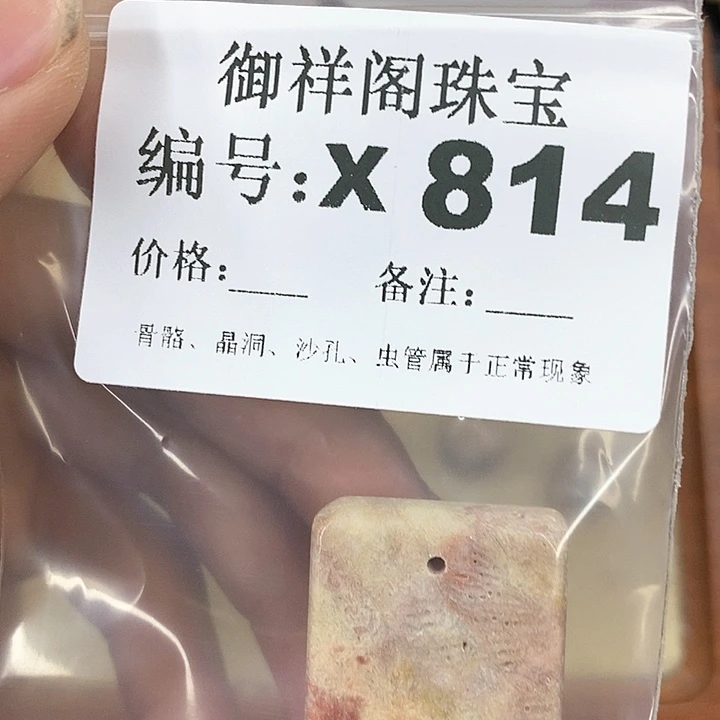 御祥阁珠宝
编号:X 814
价格:____ 备注:____
骨骼、晶洞、沙孔、虫管属于正常现象